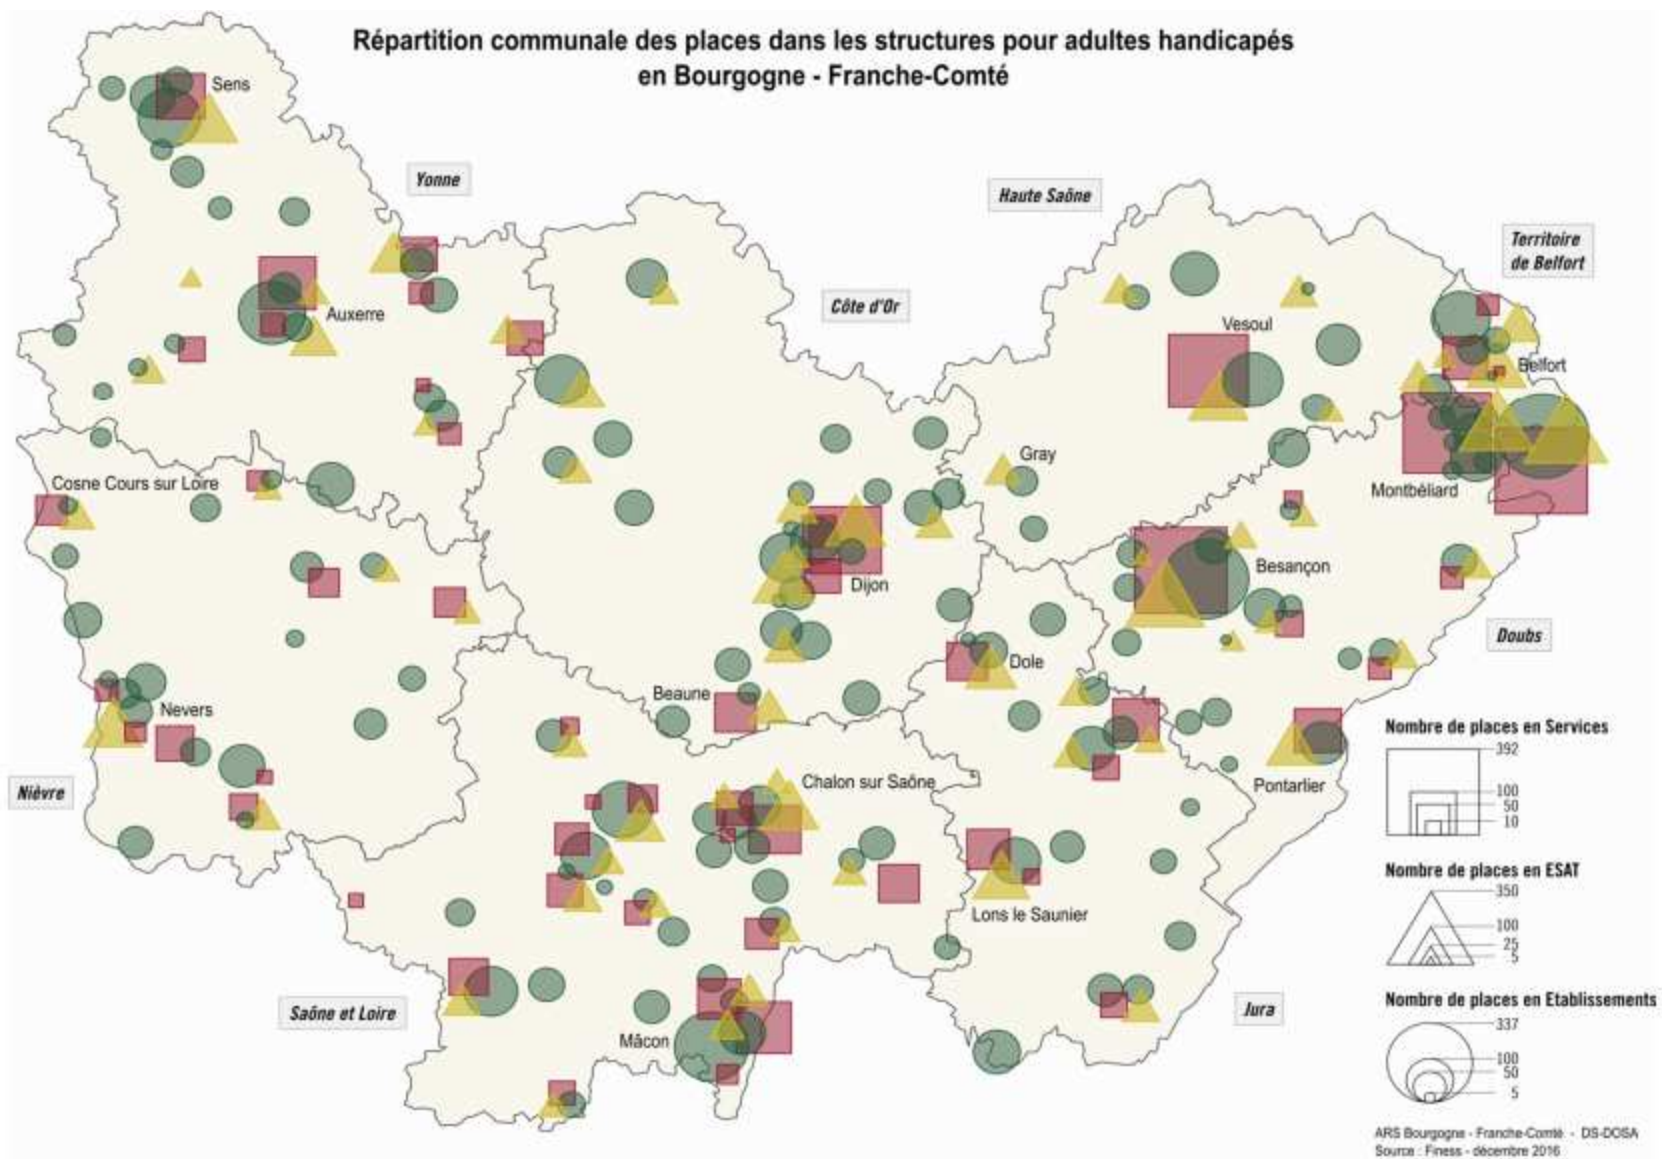 Répartition communale des places dans les structures pour adultes handicapés
en Bourgogne - Franche-Comté
Sens
Yonne
Haute Saône
Territoire
de Belfort
Côte d'Or
Auxerre
Vesoul
Belfort
Gray
Cosne Cours sur Loire
Montbéliard
Besançon
Dijon
Doubs
Dole
Beaune
Nevers
Nombre de places en Services
392
100
50
10
Chalon sur Saône
Pontarlier
Nièvre
Nombre de places en ESAT
350
100
25
5
Lons le Saunier
Nombre de places en Etablissements
337
100
50
5
Saône et Loire
Jura
Mâcon
ARS Bourgogne - Franche-Comté - DS-DOSA
Source : Finess - décembre 2016